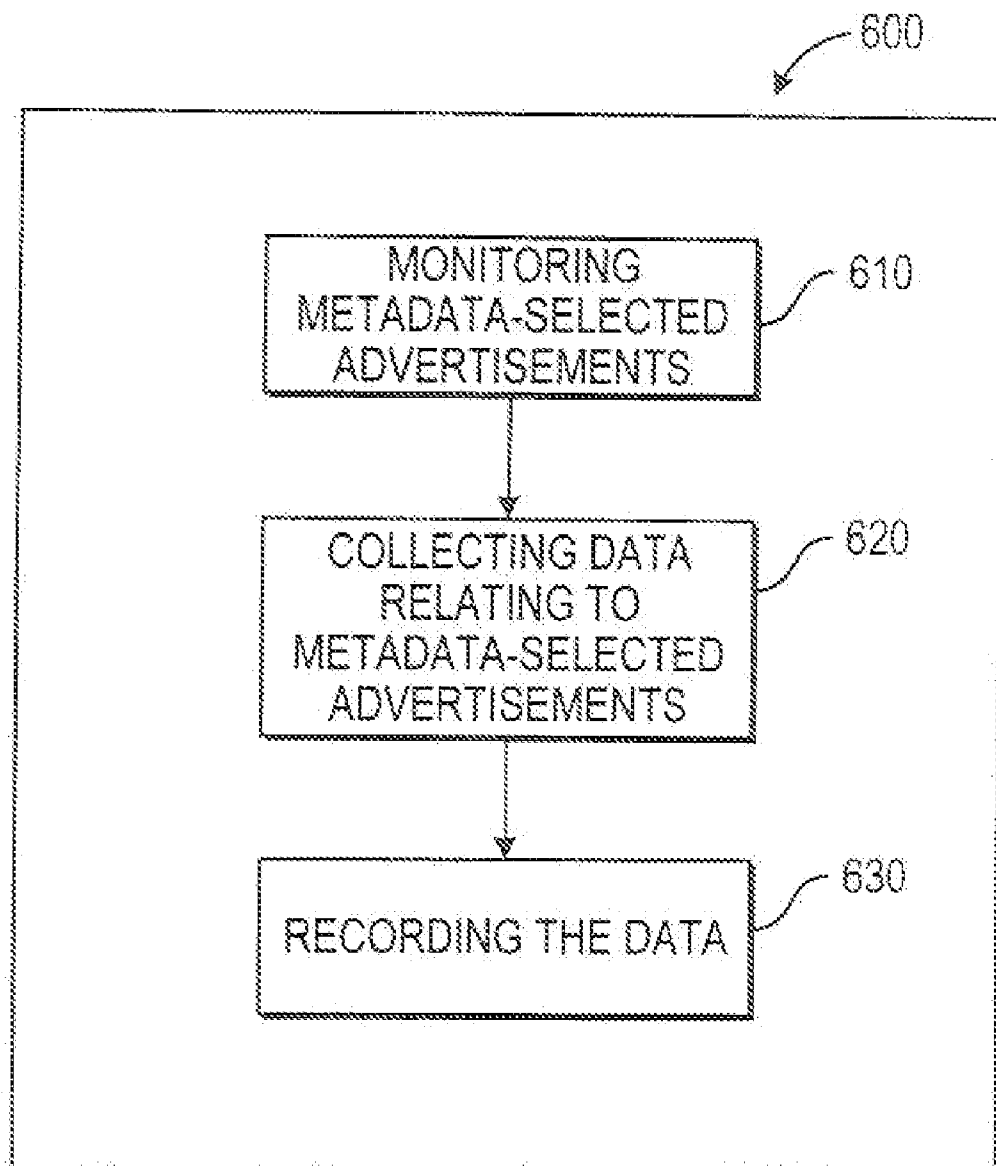 600
MONITORING
METADATA-SELECTED
ADVERTISEMENTS
610
COLLECTING DATA
RELATING TO
METADATA-SELECTED
ADVERTISEMENTS
620
RECORDING THE DATA
630